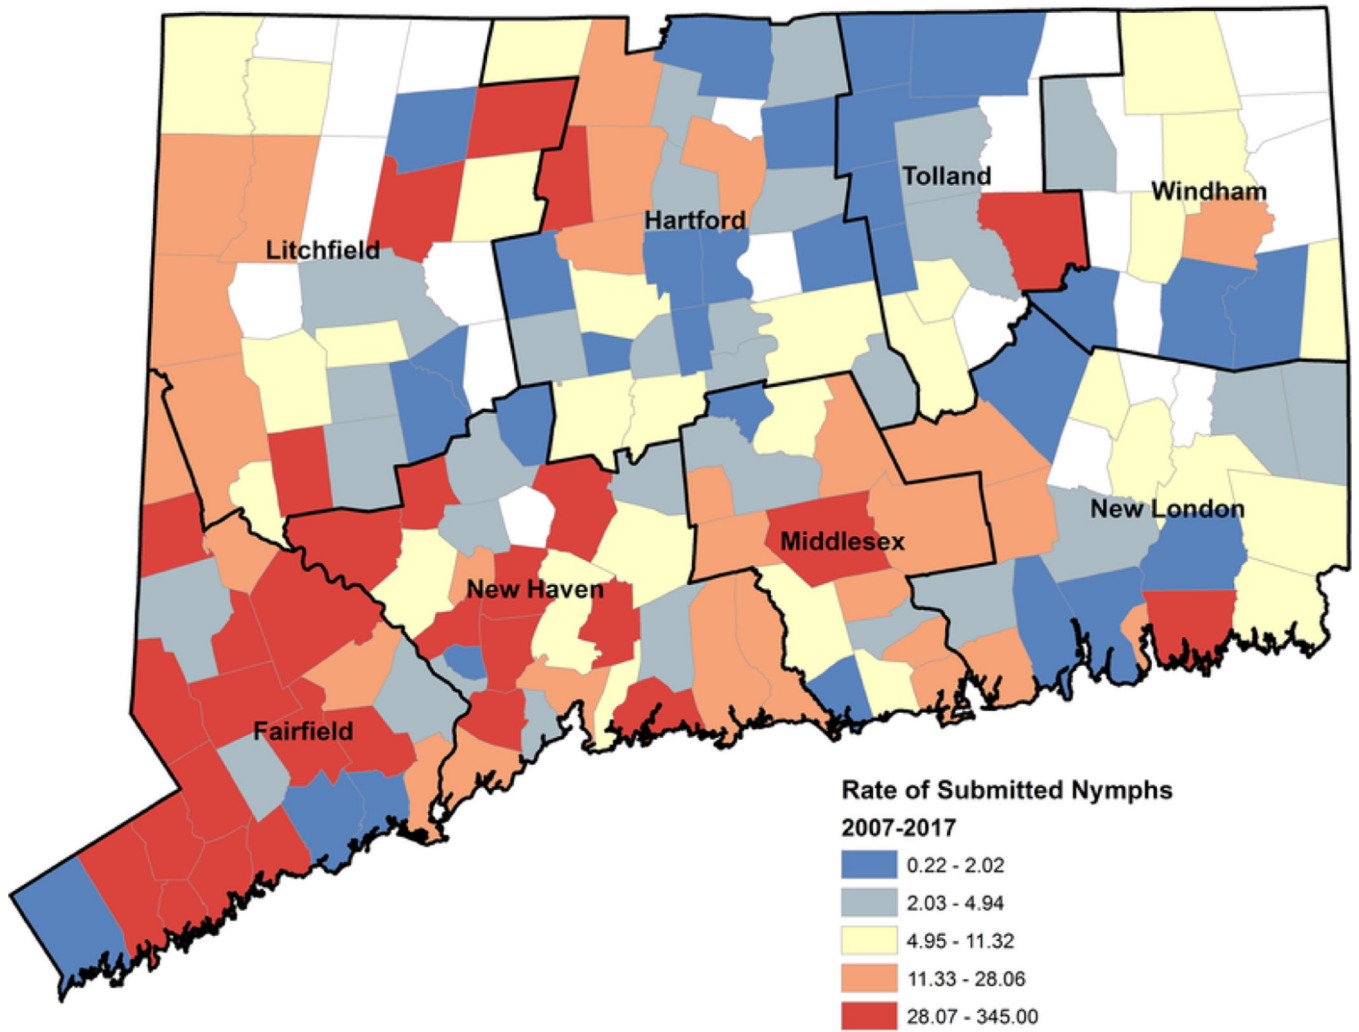 Tolland
Windham
Hartford
Litchfield
New London
Middlesex
New Haven
Fairfield
Rate of Submitted Nymphs
2007-2017
0.22 - 2.02
2.03 - 4.94
4.95 - 11.32
11.33 - 28.06
28.07 - 345.00